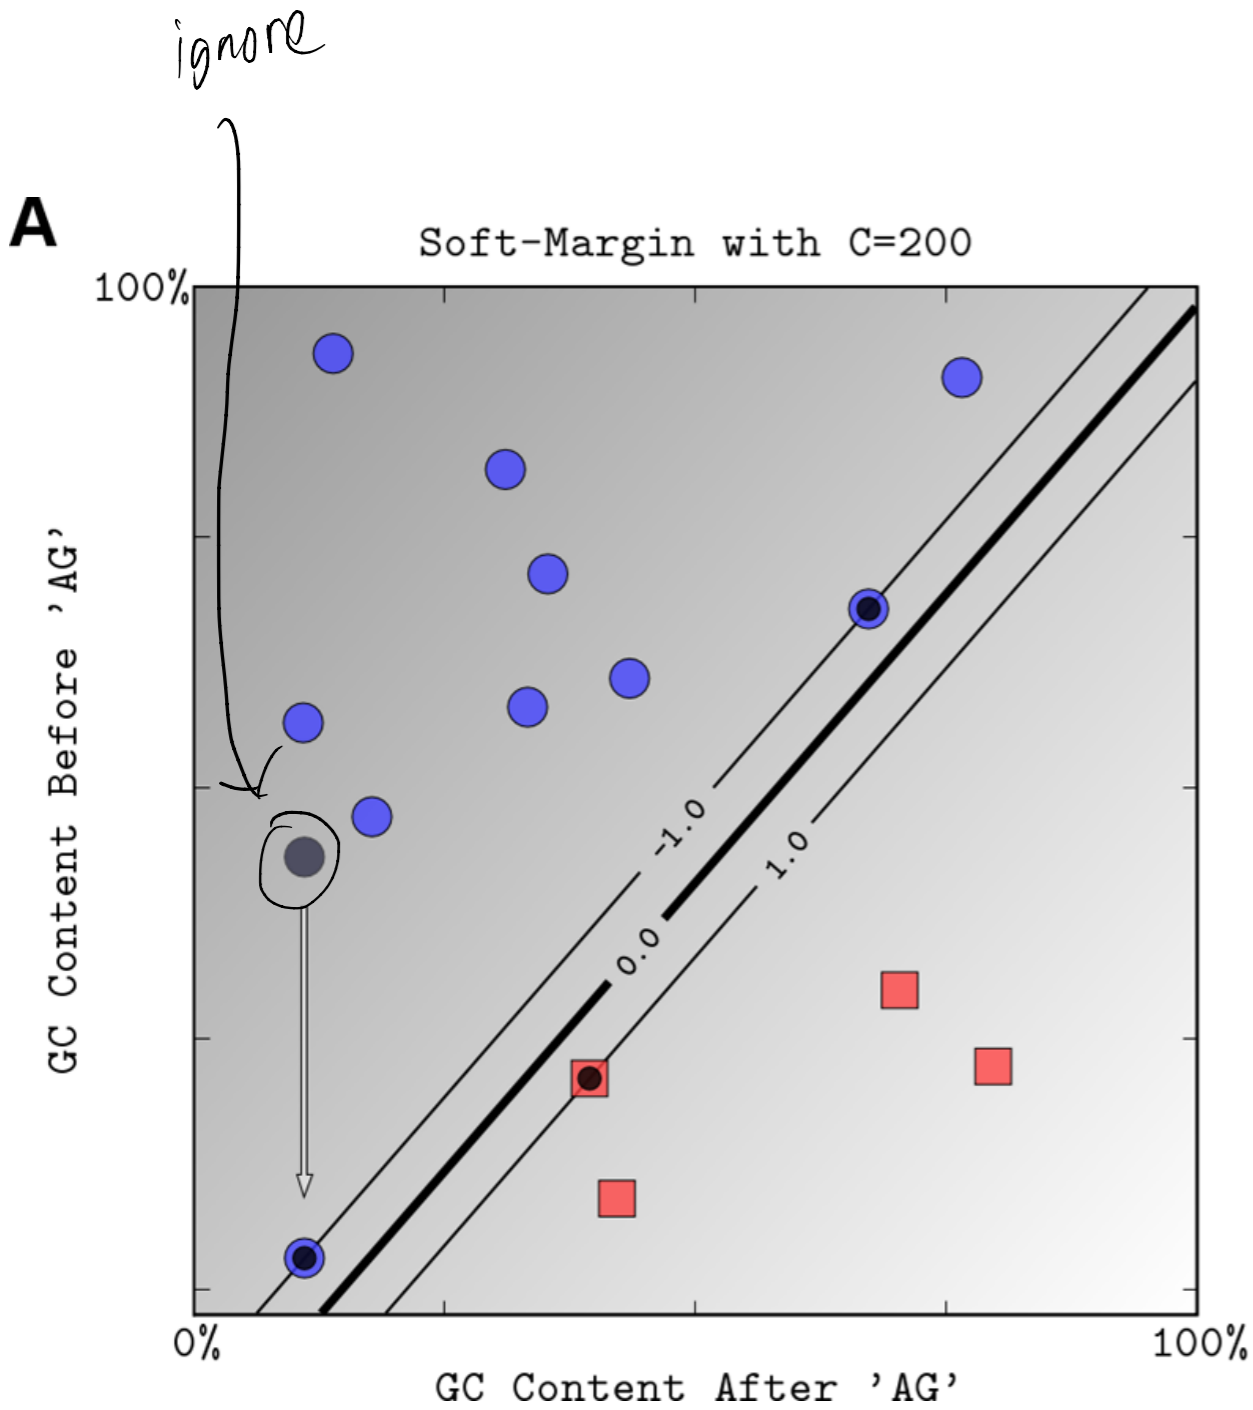 ignore
A
Soft-Margin with C=200
100%
GC Content Before 'AG'
-1.0
1.0
0.0
0%
100%
GC Content After 'AG'